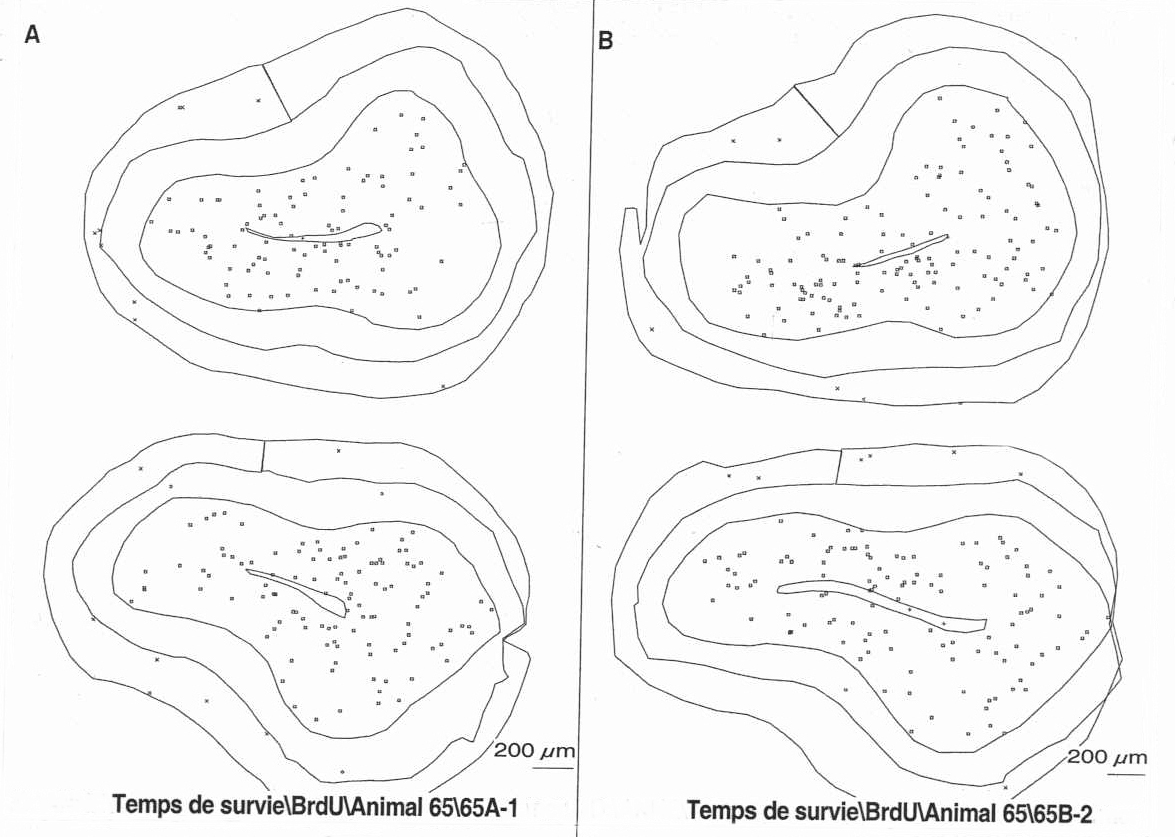 A
B
200 µm
200 µm
Temps de survie\BrdU\Animal 65\65A-1
Temps de survie\BrdU\Animal 65\65B-2